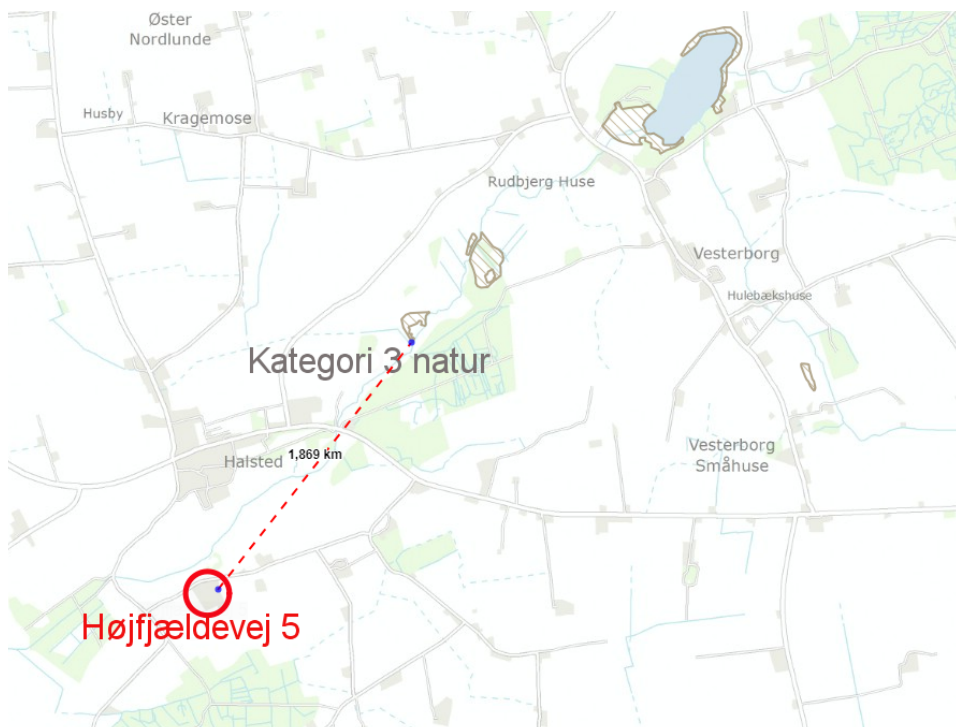 Øster
Nordlunde
Husby
Kragemose
Rudbjerg Huse
Vesterborg
Hulebækshuse
Kategori 3 natur
Halsted
1,869 km
Vesterborg
Småhuse
Højfjældevej 5